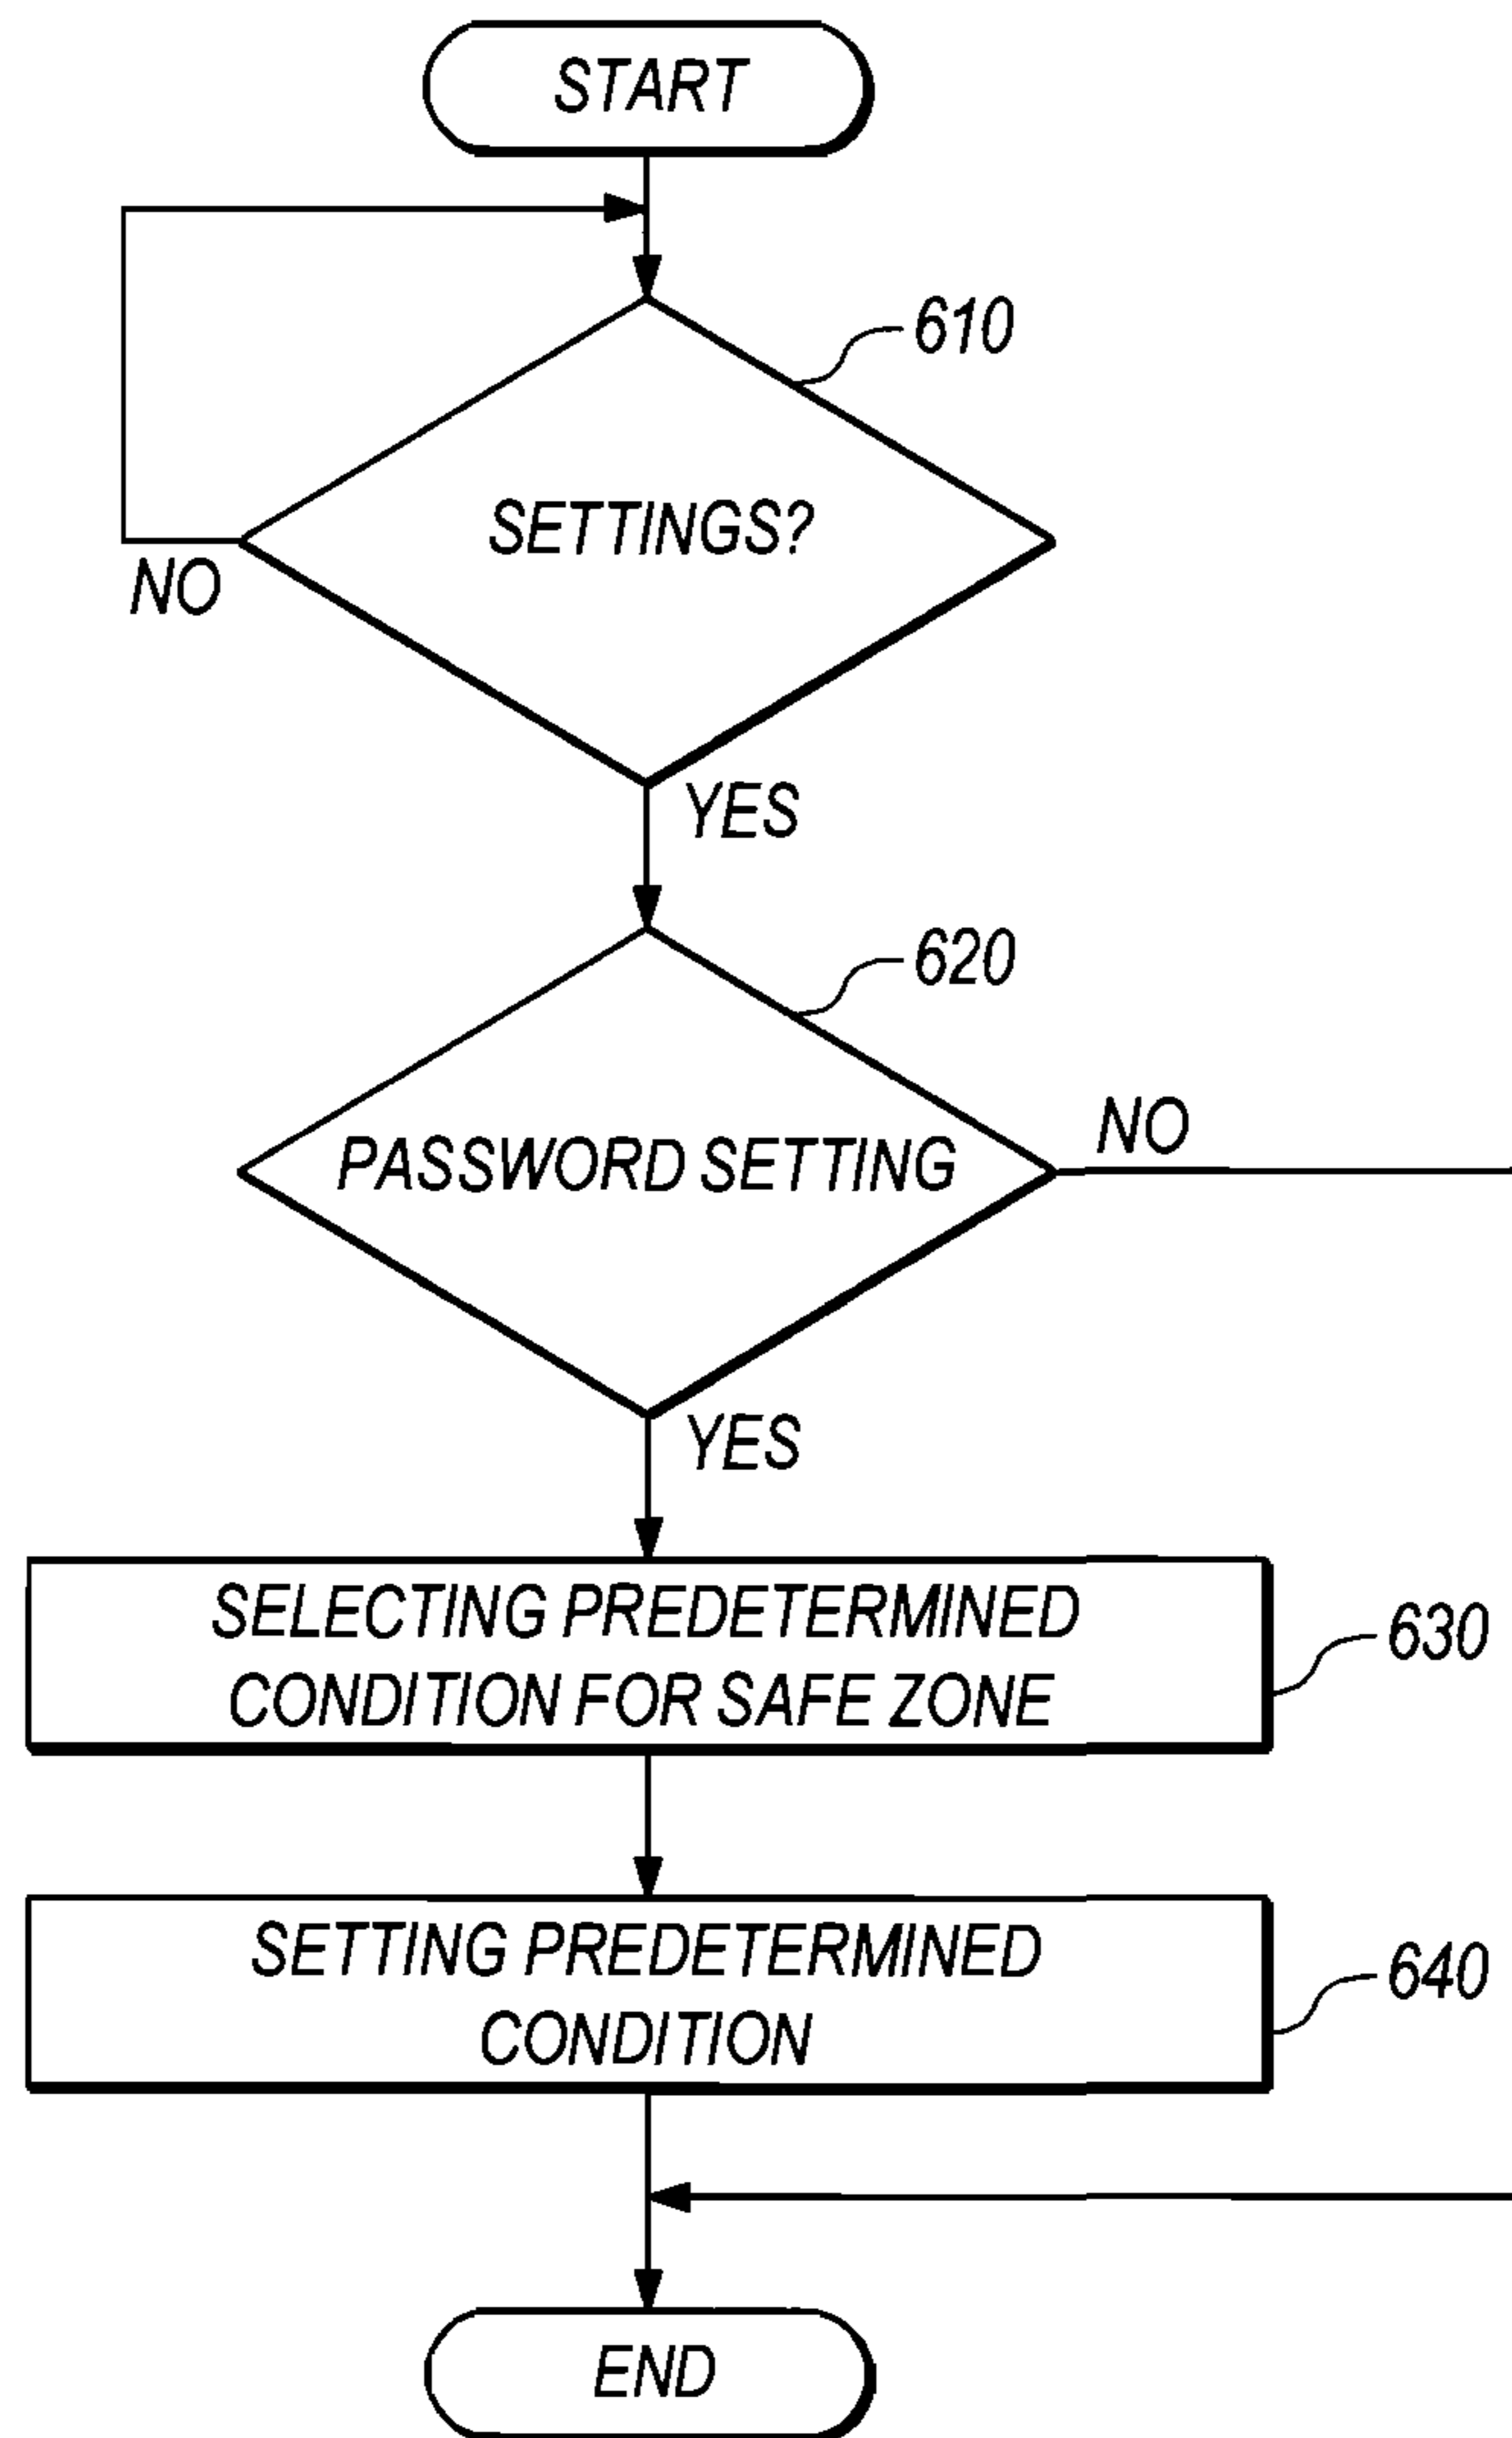 START
610
SETTINGS?
NO
YES
620
PASSWORD SETTING
NO
YES
SELECTING PREDETERMINED
CONDITION FOR SAFE ZONE
630
SETTING PREDETERMINED
CONDITION
640
END